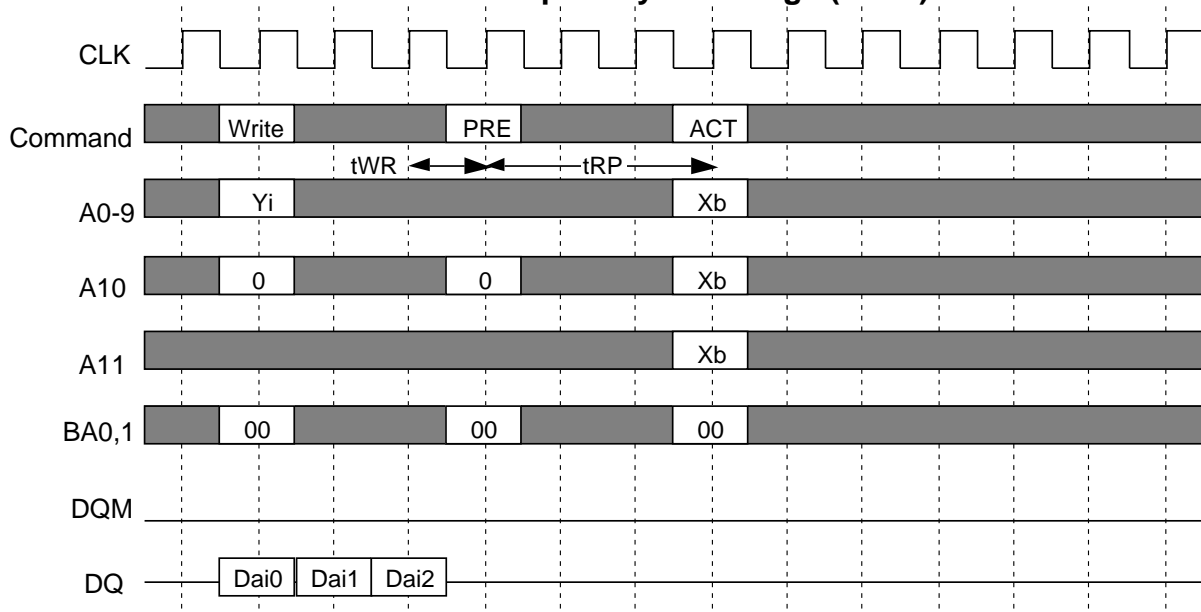 CLK
Command Write PRE ACT
tWR tRP
A0-9 Yi Xb
A10 0 0 Xb
A11 Xb
BA0,1 00 00 00
DQM
DQ Dai0 Dai1 Dai2